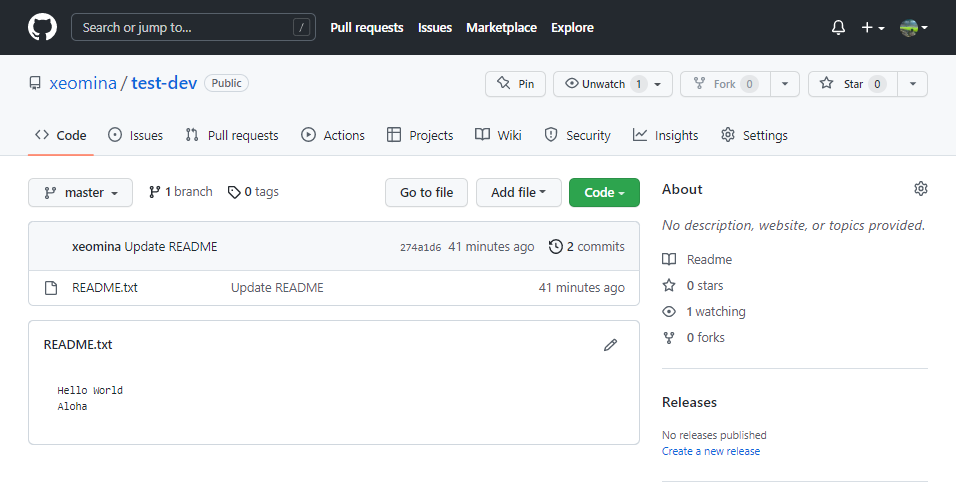 Search or jump to... / Pull requests Issues Marketplace Explore
xeomina / test-dev Public Pin Unwatch 1 Fork 0 Star 0
Code Issues Pull requests Actions Projects Wiki Security Insights Settings
master 1 branch 0 tags Go to file Add file Code
xeomina Update README 274a1d6 41 minutes ago 2 commits
README.txt Update README 41 minutes ago
README.txt
Hello World
Aloha
About
No description, website, or topics provided.
Readme
0 stars
1 watching
0 forks
Releases
No releases published
Create a new release